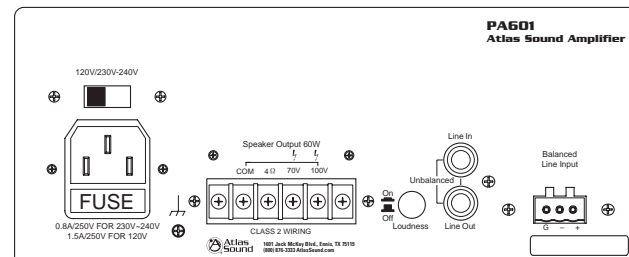 PA601
Atlas Sound Amplifier
120V/230V-240V
FUSE
0.8A/250V FOR 230V~240V
1.5A/250V FOR 120V
Speaker Output 60W
COM 4 Ω 70V 100V
CLASS 2 WIRING
Atlas Sound
1601 Jack McKay Blvd., Ennis, TX 75119
(800) 876-3333 AtlasSound.com
On
Off
Loudness
Line In
Unbalanced
Line Out
Balanced
Line Input
G – +